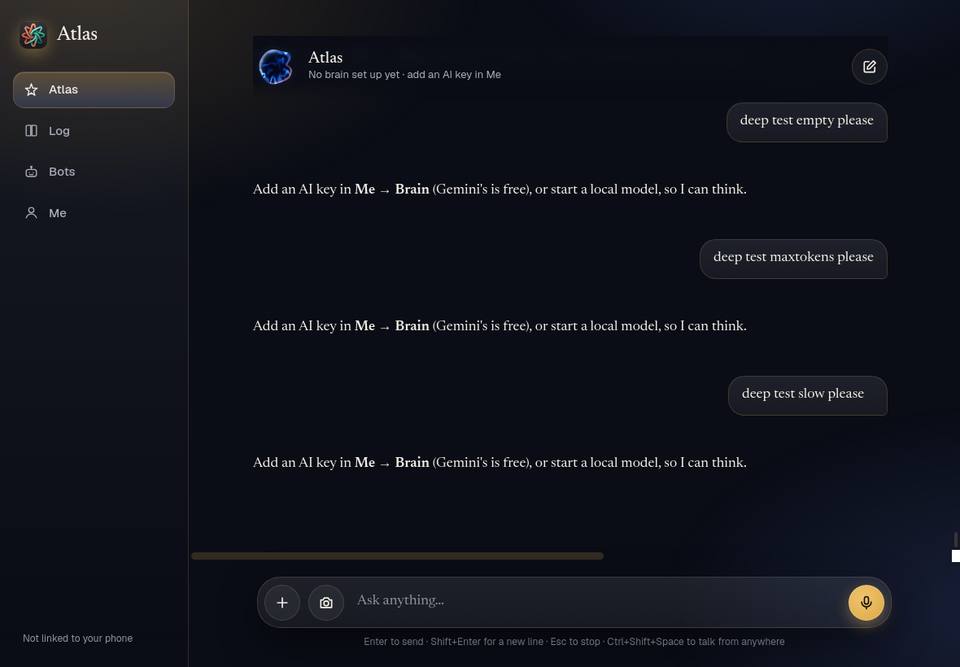 Atlas
Atlas
Log
Bots
Me
Not linked to your phone
Atlas
No brain set up yet · add an AI key in Me
deep test empty please
Add an AI key in Me → Brain (Gemini's is free), or start a local model, so I can think.
deep test maxtokens please
Add an AI key in Me → Brain (Gemini's is free), or start a local model, so I can think.
deep test slow please
Add an AI key in Me → Brain (Gemini's is free), or start a local model, so I can think.
Ask anything...
Enter to send · Shift+Enter for a new line · Esc to stop · Ctrl+Shift+Space to talk from anywhere